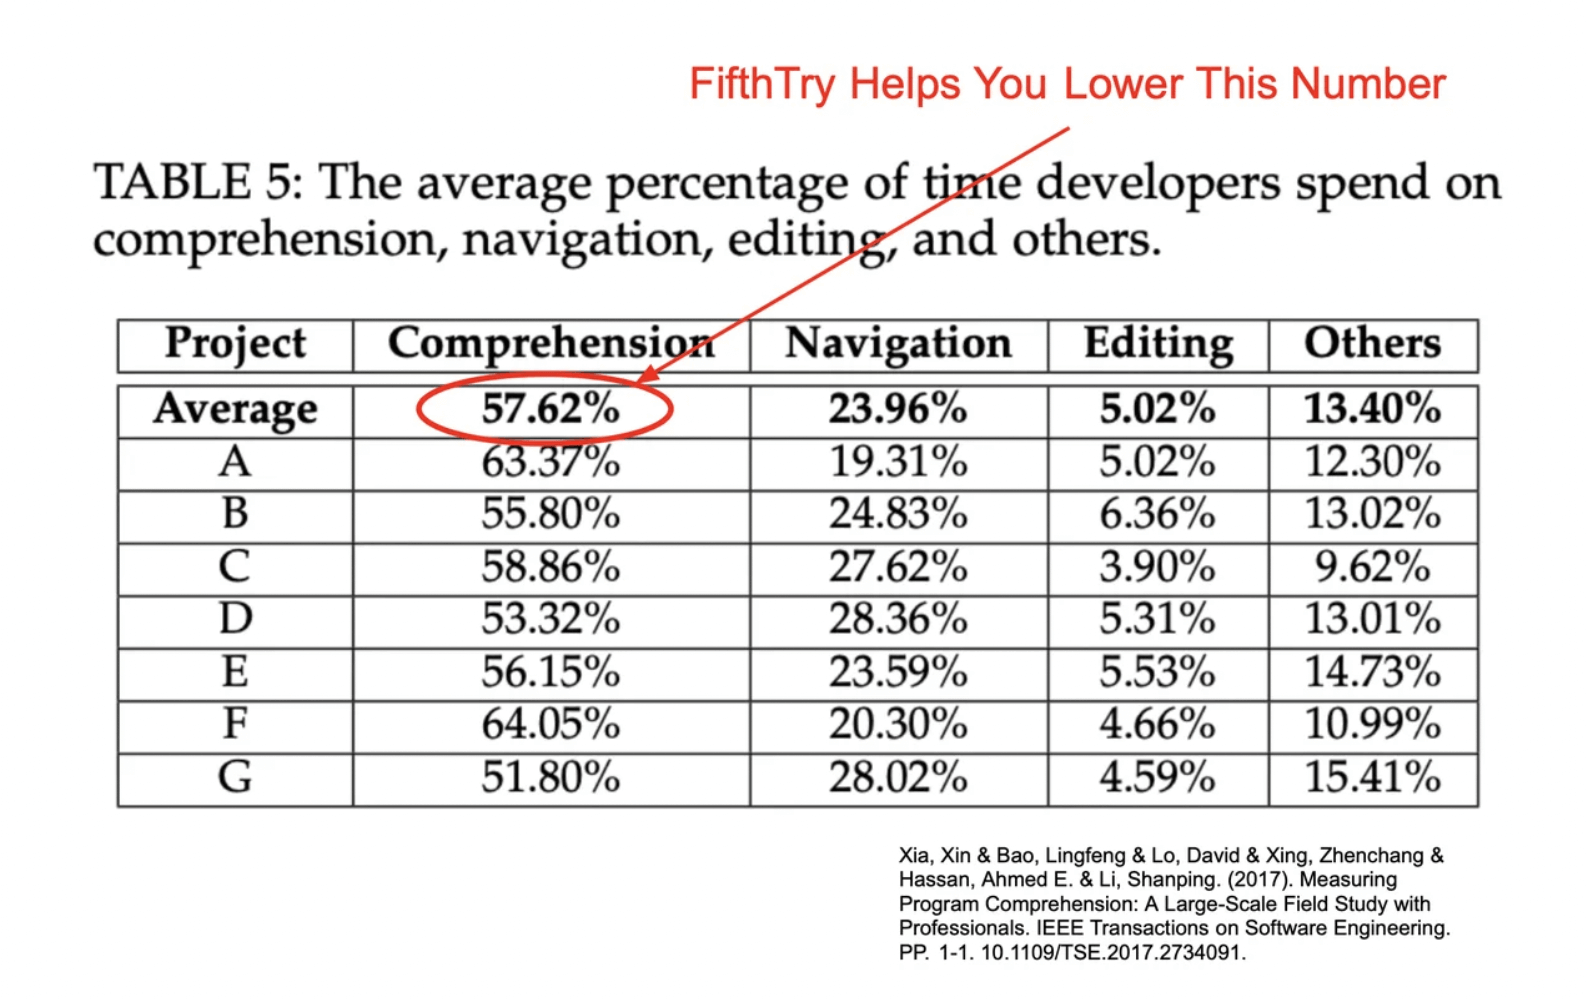 FifthTry Helps You Lower This Number
TABLE 5: The average percentage of time developers spend on
comprehension, navigation, editing, and others.
Project Comprehension Navigation Editing Others
Average 57.62% 23.96% 5.02% 13.40%
A 63.37% 19.31% 5.02% 12.30%
B 55.80% 24.83% 6.36% 13.02%
C 58.86% 27.62% 3.90% 9.62%
D 53.32% 28.36% 5.31% 13.01%
E 56.15% 23.59% 5.53% 14.73%
F 64.05% 20.30% 4.66% 10.99%
G 51.80% 28.02% 4.59% 15.41%
Xia, Xin & Bao, Lingfeng & Lo, David & Xing, Zhenchang &
Hassan, Ahmed E. & Li, Shanping. (2017). Measuring
Program Comprehension: A Large-Scale Field Study with
Professionals. IEEE Transactions on Software Engineering.
PP. 1-1. 10.1109/TSE.2017.2734091.